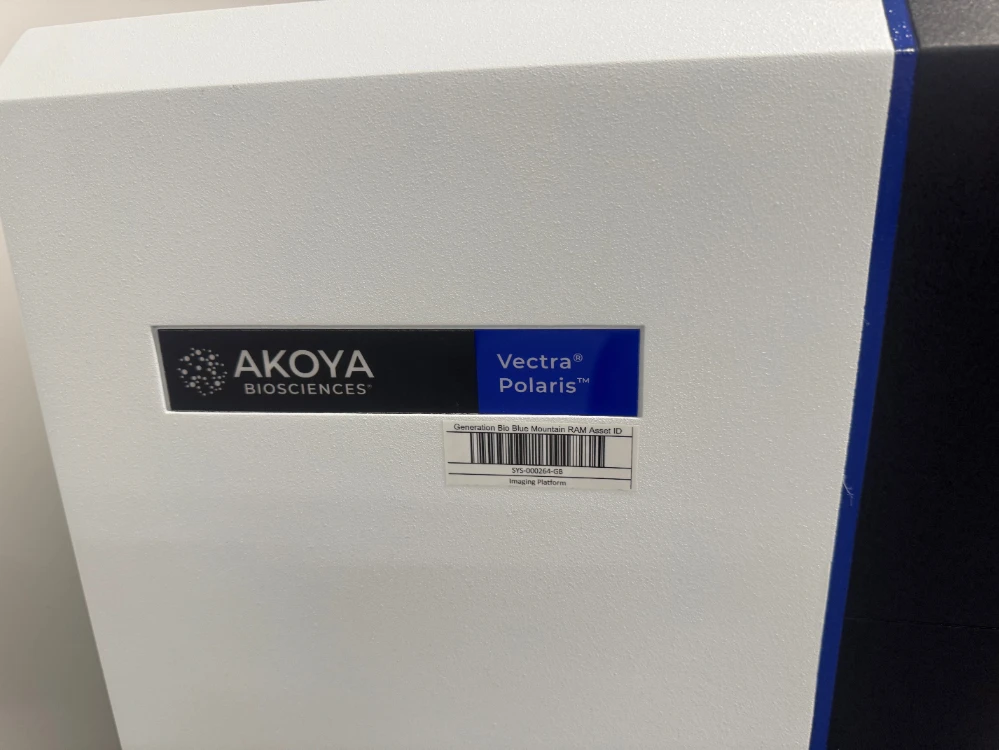 AKOYA
BIOSCIENCES
Vectra®
Polaris™
Generation Bio Blue Mountain RAM Asset ID
SYS-000264-GB
Imaging Platform